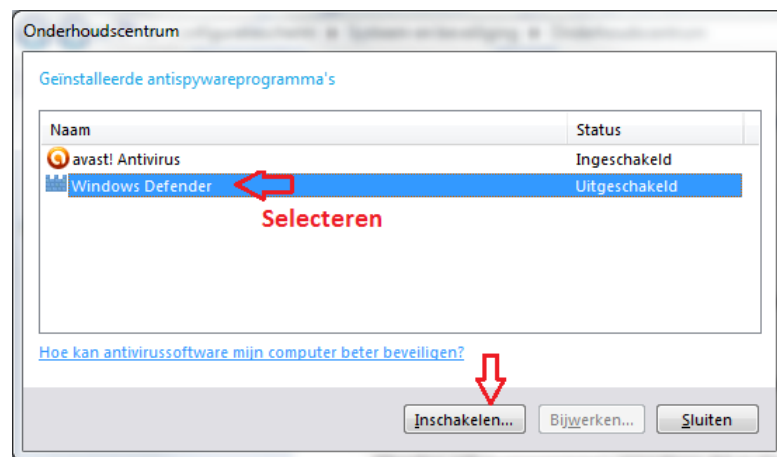 Onderhoudscentrum
Geïnstalleerde antispywareprogramma's
Naam Status
avast! Antivirus Ingeschakeld
Windows Defender Uitgeschakeld
Selecteren
Hoe kan antivirussoftware mijn computer beter beveiligen?
Inschakelen... Bijwerken... Sluiten